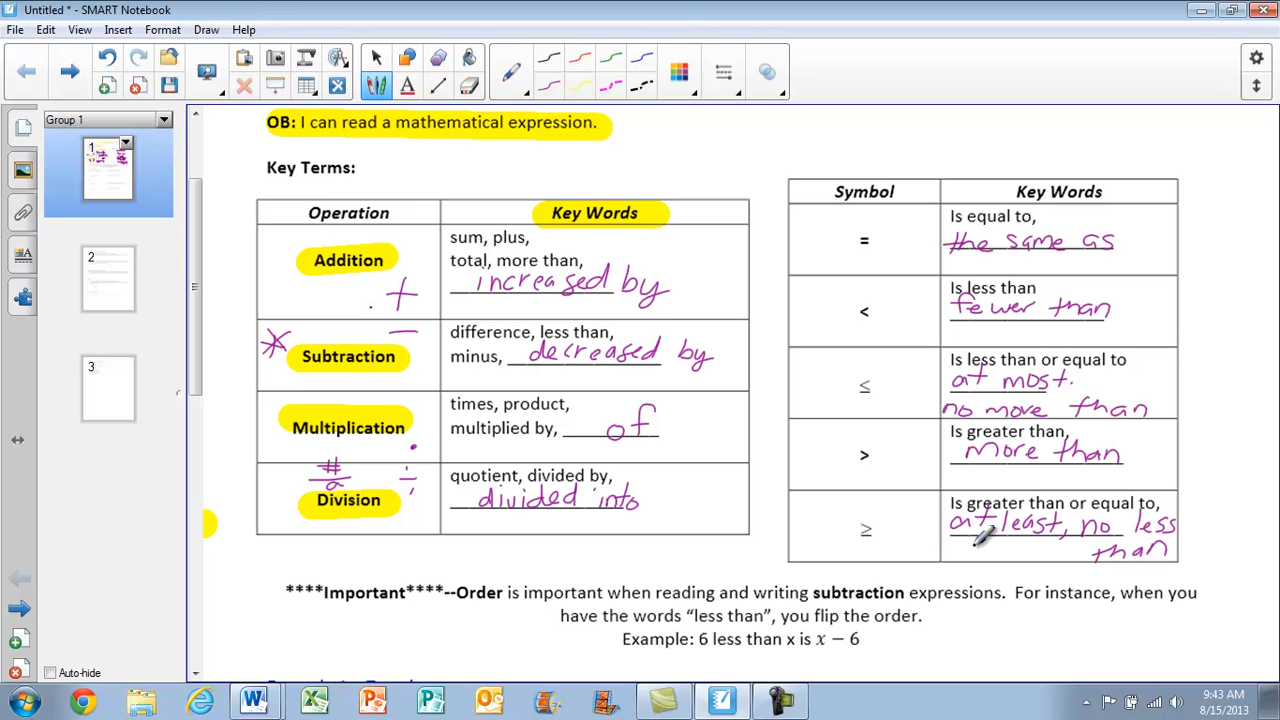 Untitled * - SMART Notebook
File Edit View Insert Format Draw Help
Group 1
1
2
3
Auto-hide
OB: I can read a mathematical expression.
Key Terms:
Operation Key Words
Addition
+
sum, plus,
total, more than,
increased by
Subtraction
−
difference, less than,
minus, decreased by
Multiplication
·
times, product,
multiplied by, of
#/a ÷
Division
quotient, divided by,
divided into
Symbol Key Words
=
Is equal to,
the same as
<
Is less than
fewer than
≤
Is less than or equal to
at most.
no more than
>
Is greater than,
more than
≥
Is greater than or equal to,
at least, no less
than
****Important****--Order is important when reading and writing subtraction expressions. For instance, when you
have the words “less than”, you flip the order.
Example: 6 less than x is x − 6
9:43 AM
8/15/2013